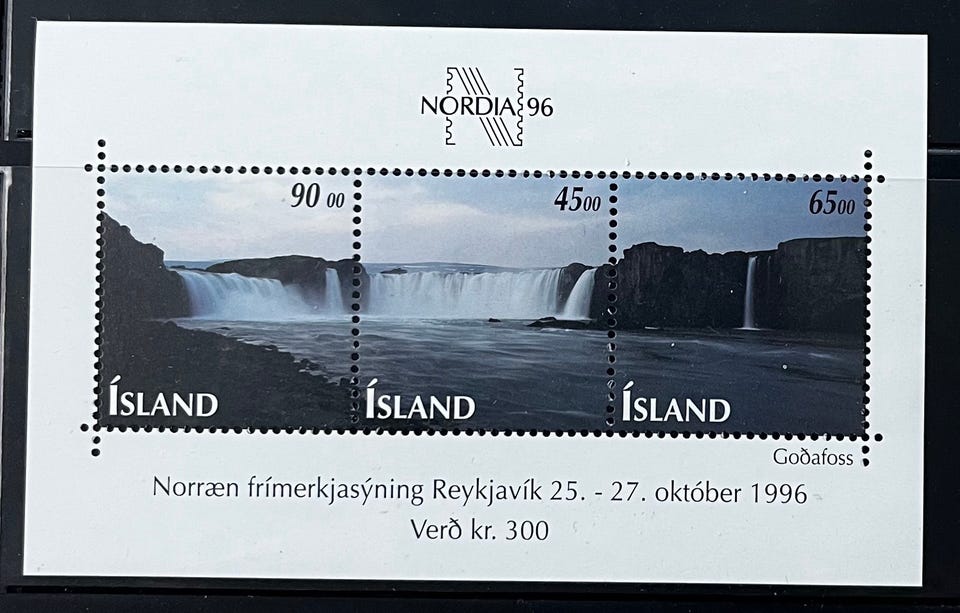 NORDIA 96
90 00
45 00
65 00
ÍSLAND
ÍSLAND
ÍSLAND
Goðafoss
Norræn frímerkjasýning Reykjavík 25. - 27. október 1996
Verð kr. 300